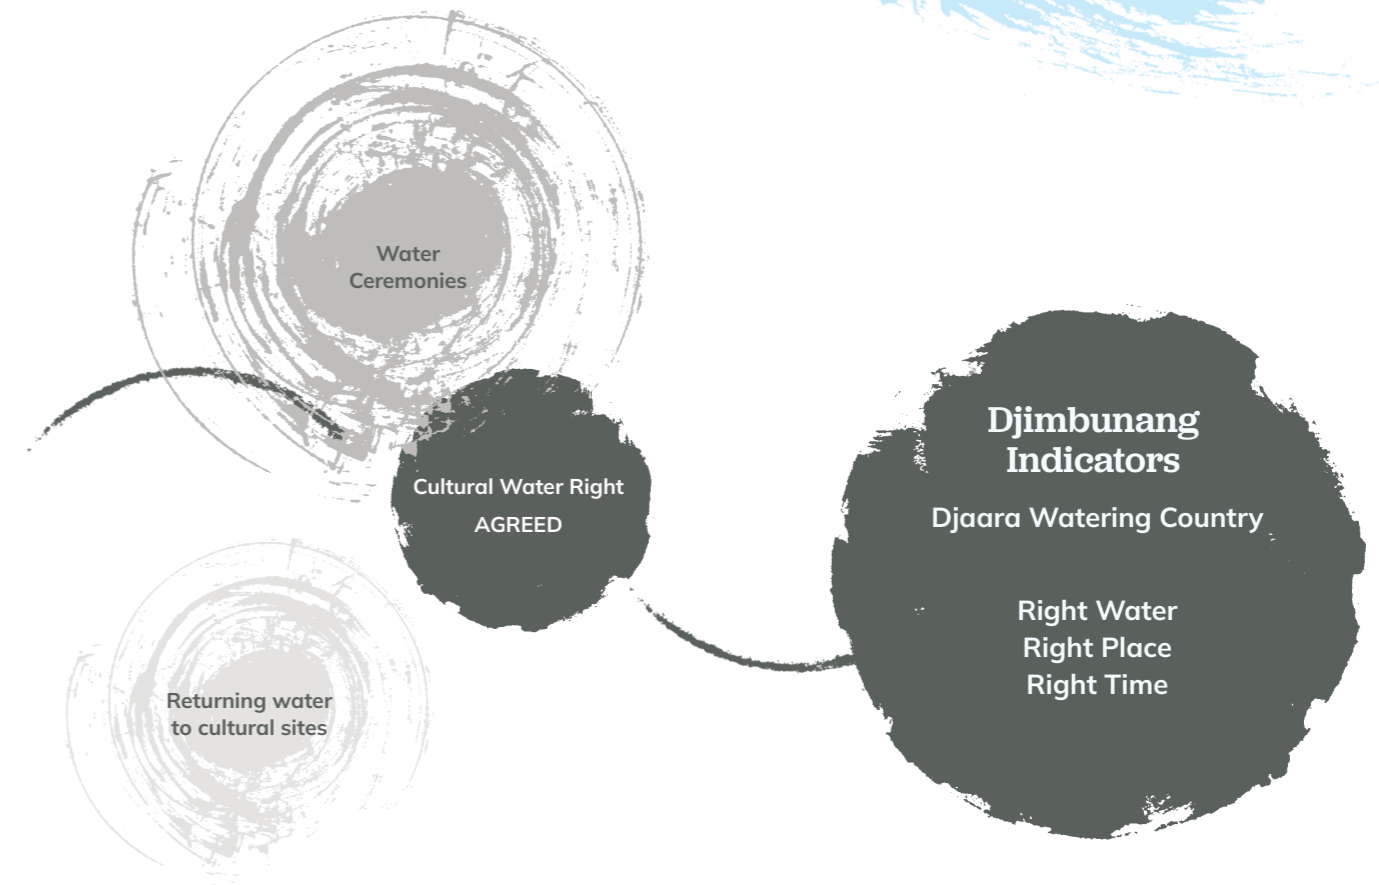 Water
Ceremonies
Cultural Water Right
AGREED
Djimbunang
Indicators
Djaara Watering Country
Right Water
Right Place
Right Time
Returning water
to cultural sites